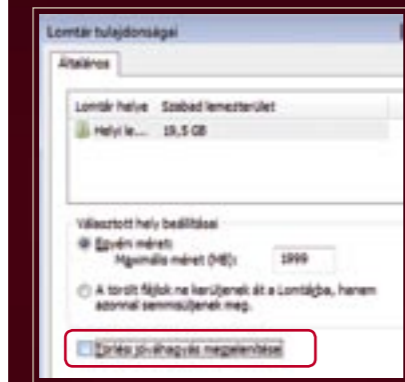 Lomtár tulajdonságai
Általános
Lomtár helye Szabad lemezterület
Helyi le... 19,5 GB
Választott hely beállításai
Egyéni méret:
Maximális méret (MB): 1999
A törölt fájlok ne kerüljenek át a Lomtárba, hanem
azonnal semmisüljenek meg.
Törlés jóváhagyás megjelenítése